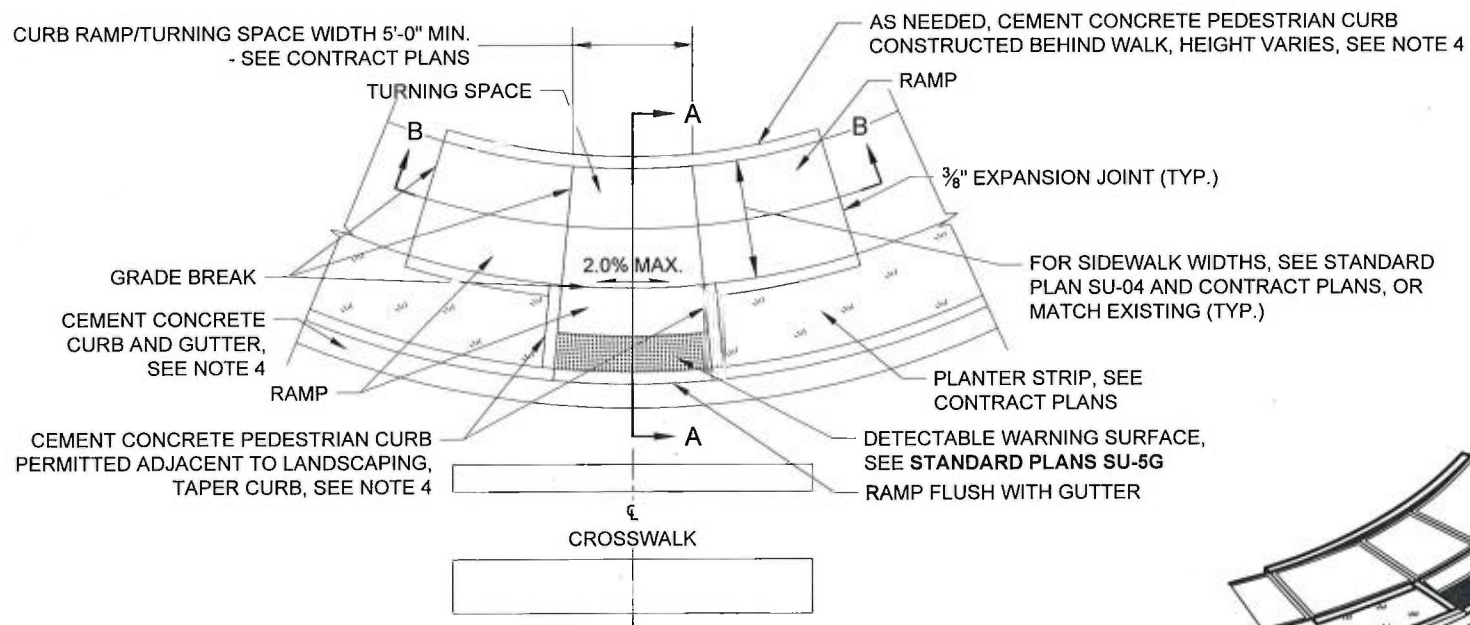 CURB RAMP/TURNING SPACE WIDTH 5'-0" MIN.
- SEE CONTRACT PLANS
TURNING SPACE
AS NEEDED, CEMENT CONCRETE PEDESTRIAN CURB
CONSTRUCTED BEHIND WALK, HEIGHT VARIES, SEE NOTE 4
RAMP
A
B
B
3/8" EXPANSION JOINT (TYP.)
GRADE BREAK
2.0% MAX.
FOR SIDEWALK WIDTHS, SEE STANDARD
PLAN SU-04 AND CONTRACT PLANS, OR
MATCH EXISTING (TYP.)
CEMENT CONCRETE
CURB AND GUTTER,
SEE NOTE 4
RAMP
PLANTER STRIP, SEE
CONTRACT PLANS
CEMENT CONCRETE PEDESTRIAN CURB
PERMITTED ADJACENT TO LANDSCAPING,
TAPER CURB, SEE NOTE 4
A
DETECTABLE WARNING SURFACE,
SEE STANDARD PLANS SU-5G
RAMP FLUSH WITH GUTTER
℄
CROSSWALK